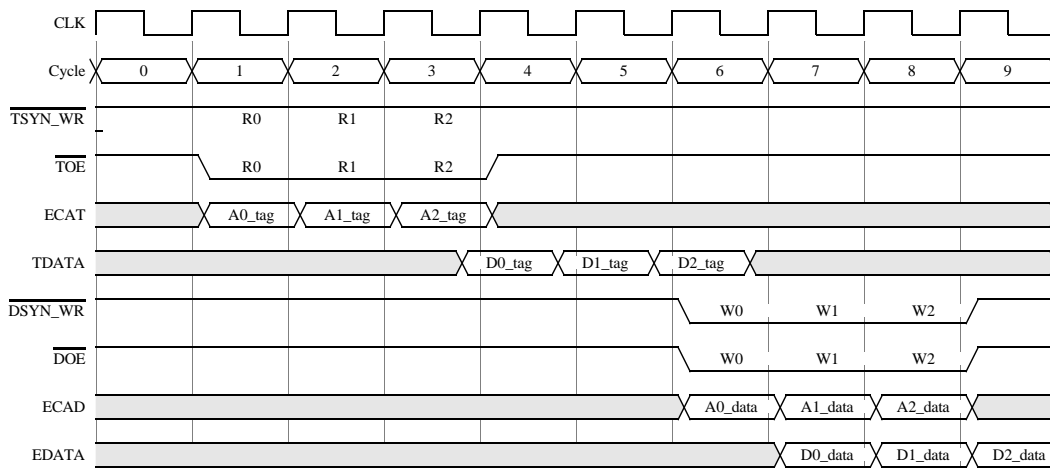 CLK
Cycle 0 1 2 3 4 5 6 7 8 9
TSYN_WR R0 R1 R2
TOE R0 R1 R2
ECAT A0_tag A1_tag A2_tag
TDATA D0_tag D1_tag D2_tag
DSYN_WR W0 W1 W2
DOE W0 W1 W2
ECAD A0_data A1_data A2_data
EDATA D0_data D1_data D2_data